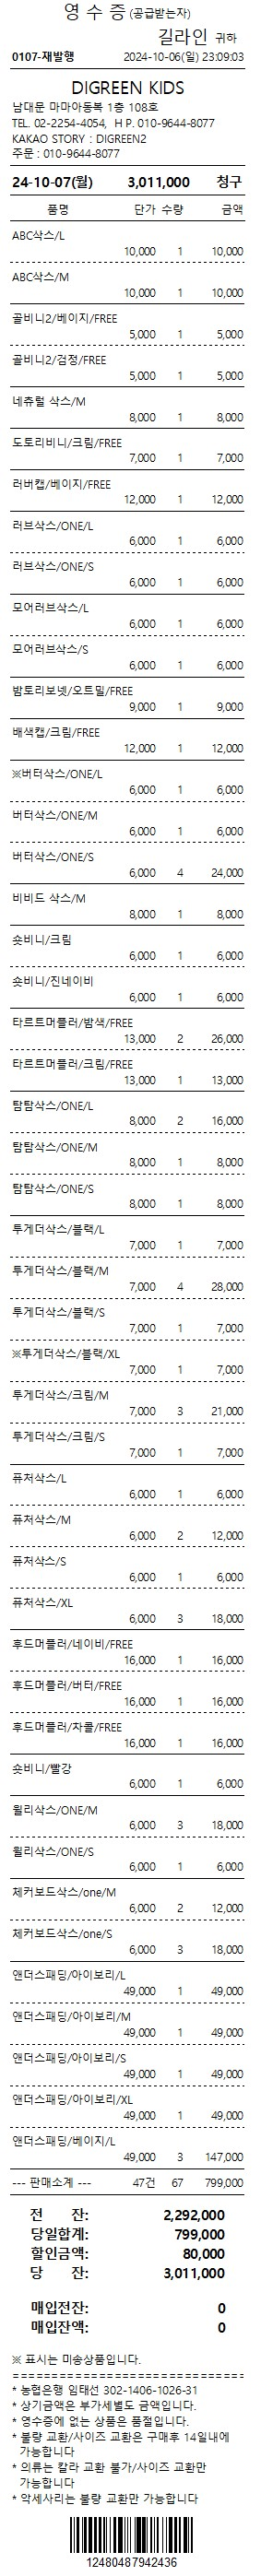 영 수 증 (공급받는자)
길라인 귀하
0107-재발행 2024-10-06(일) 23:09:03
DIGREEN KIDS
남대문 마마아동복 1층 108호
TEL. 02-2254-4054, H P. 010-9644-8077
KAKAO STORY : DIGREEN2
주문 : 010-9644-8077
24-10-07(월) 3,011,000 청구
품명 단가 수량 금액
ABC삭스/L
10,000 1 10,000
ABC삭스/M
10,000 1 10,000
골비니2/베이지/FREE
5,000 1 5,000
골비니2/검정/FREE
5,000 1 5,000
네츄럴 삭스/M
8,000 1 8,000
도토리비니/크림/FREE
7,000 1 7,000
러버캡/베이지/FREE
12,000 1 12,000
러브삭스/ONE/L
6,000 1 6,000
러브삭스/ONE/S
6,000 1 6,000
모어러브삭스/L
6,000 1 6,000
모어러브삭스/S
6,000 1 6,000
밤토리보넷/오트밀/FREE
9,000 1 9,000
배색캡/크림/FREE
12,000 1 12,000
※버터삭스/ONE/L
6,000 1 6,000
버터삭스/ONE/M
6,000 1 6,000
버터삭스/ONE/S
6,000 4 24,000
비비드 삭스/M
8,000 1 8,000
숏비니/크림
6,000 1 6,000
숏비니/진네이비
6,000 1 6,000
타르트머플러/밤색/FREE
13,000 2 26,000
타르트머플러/크림/FREE
13,000 1 13,000
탐탐삭스/ONE/L
8,000 2 16,000
탐탐삭스/ONE/M
8,000 1 8,000
탐탐삭스/ONE/S
8,000 1 8,000
투게더삭스/블랙/L
7,000 1 7,000
투게더삭스/블랙/M
7,000 4 28,000
투게더삭스/블랙/S
7,000 1 7,000
※투게더삭스/블랙/XL
7,000 1 7,000
투게더삭스/크림/M
7,000 3 21,000
투게더삭스/크림/S
7,000 1 7,000
퓨저삭스/L
6,000 1 6,000
퓨저삭스/M
6,000 2 12,000
퓨저삭스/S
6,000 1 6,000
퓨저삭스/XL
6,000 3 18,000
후드머플러/네이비/FREE
16,000 1 16,000
후드머플러/버터/FREE
16,000 1 16,000
후드머플러/차콜/FREE
16,000 1 16,000
숏비니/빨강
6,000 1 6,000
윌리삭스/ONE/M
6,000 3 18,000
윌리삭스/ONE/S
6,000 1 6,000
체커보드삭스/one/M
6,000 2 12,000
체커보드삭스/one/S
6,000 3 18,000
앤더스패딩/아이보리/L
49,000 1 49,000
앤더스패딩/아이보리/M
49,000 1 49,000
앤더스패딩/아이보리/S
49,000 1 49,000
앤더스패딩/아이보리/XL
49,000 1 49,000
앤더스패딩/베이지/L
49,000 3 147,000
--- 판매소계 --- 47건 67 799,000
전 잔: 2,292,000
당일합계: 799,000
할인금액: 80,000
당 잔: 3,011,000
매입전잔: 0
매입잔액: 0
※ 표시는 미송상품입니다.
* 농협은행 임태선 302-1406-1026-31
* 상기금액은 부가세별도 금액입니다.
* 영수증에 없는 상품은 품절입니다.
* 불량 교환/사이즈 교환은 구매후 14일내에
가능합니다
* 의류는 칼라 교환 불가/사이즈 교환만
가능합니다
* 악세사리는 불량 교환만 가능합니다
12480487942436